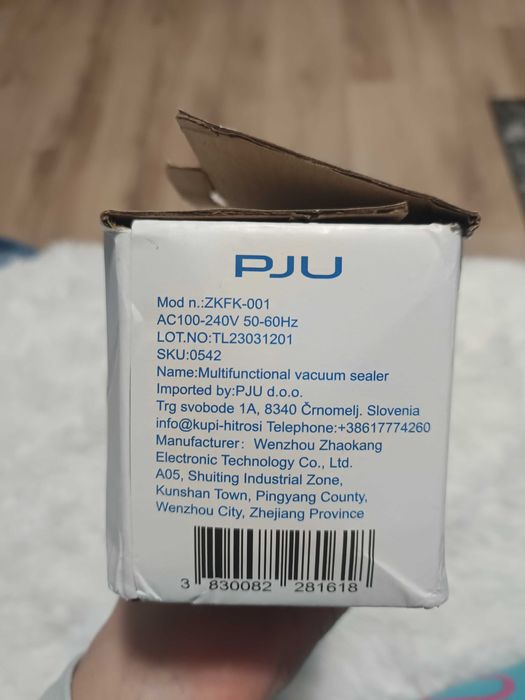 PJU
Mod n.:ZKFK-001
AC100-240V 50-60Hz
LOT.NO:TL23031201
SKU:0542
Name:Multifunctional vacuum sealer
Imported by:PJU d.o.o.
Trg svobode 1A, 8340 Črnomelj. Slovenia
info@kupi-hitrosi Telephone:+38617774260
Manufacturer: Wenzhou Zhaokang
Electronic Technology Co., Ltd.
A05, Shuiting Industrial Zone,
Kunshan Town, Pingyang County,
Wenzhou City, Zhejiang Province
3 830082 281618